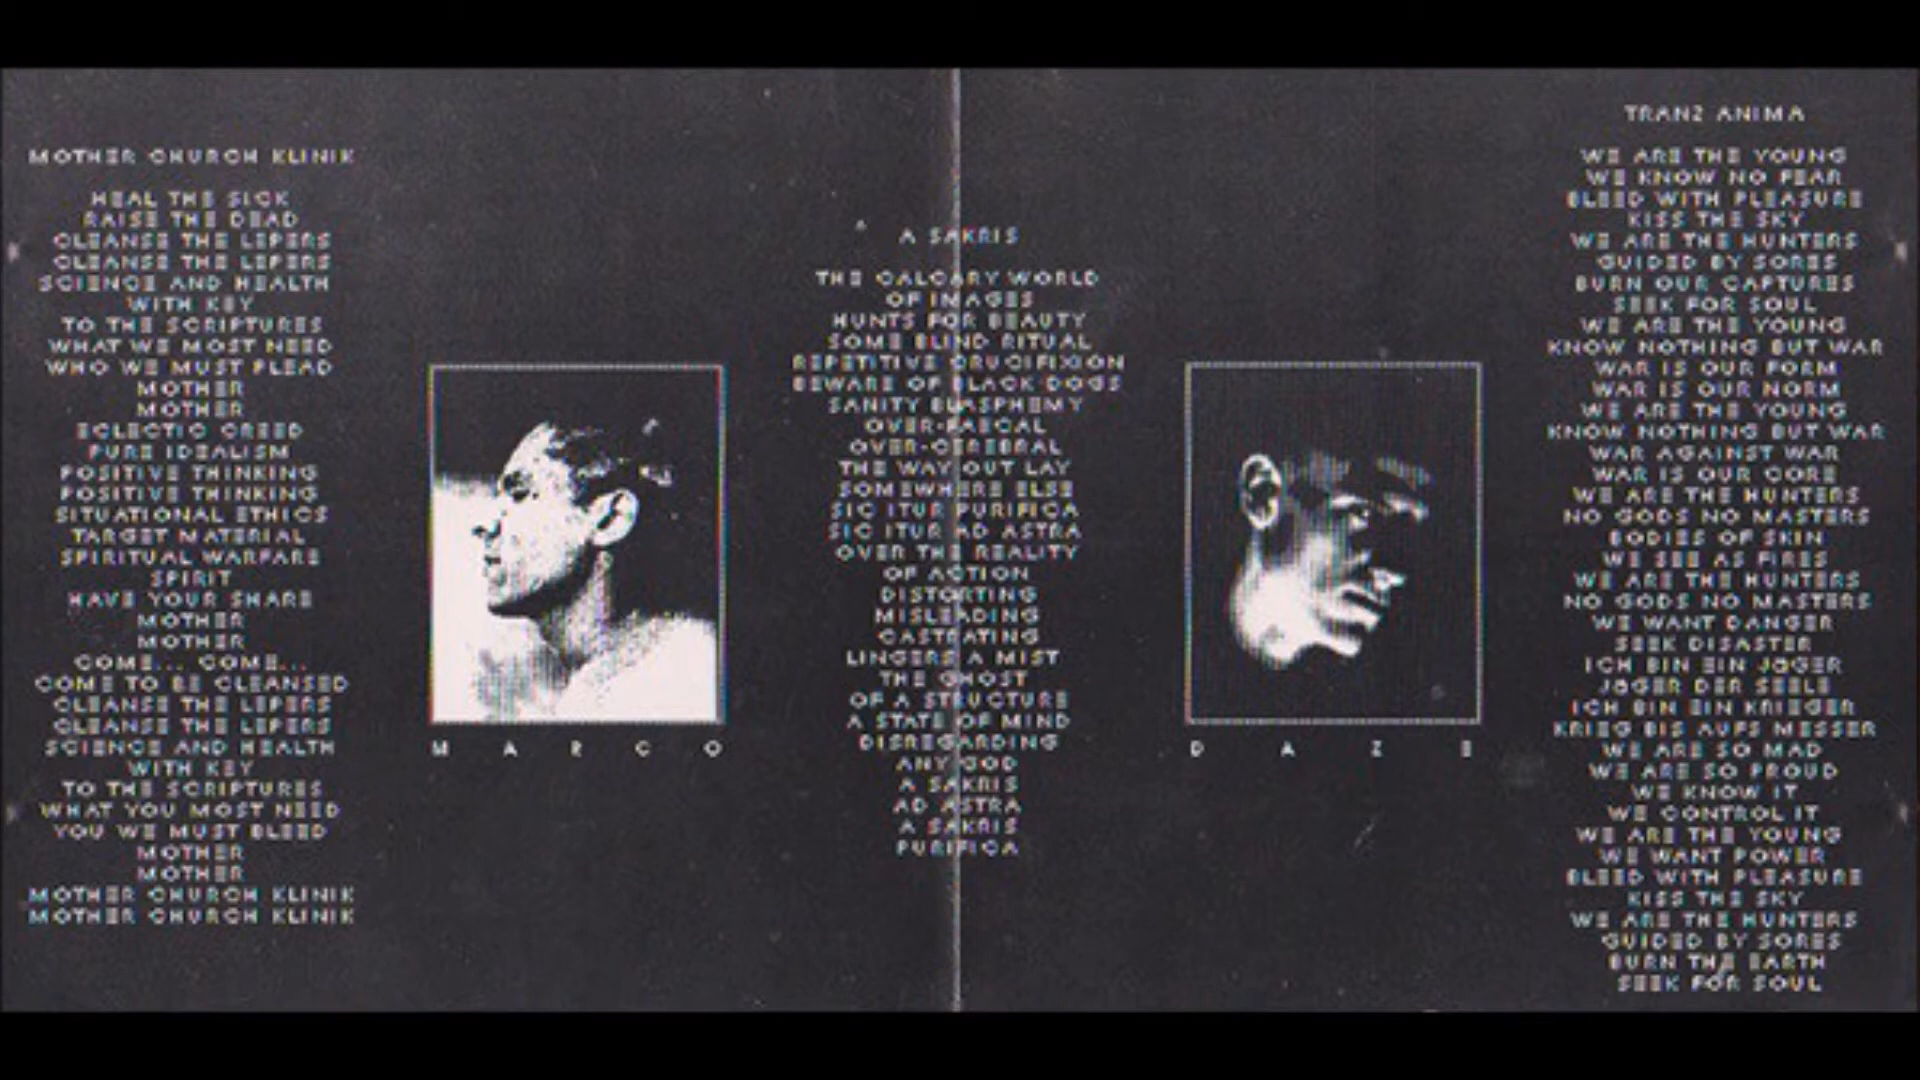 MOTHER CHURCH KLINIK
HEAL THE SICK
RAISE THE DEAD
CLEANSE THE LEPERS
CLEANSE THE LEPERS
SCIENCE AND HEALTH
WITH KEY
TO THE SCRIPTURES
WHAT WE MOST NEED
WHO WE MUST PLEAD
MOTHER
MOTHER
ECLECTIC CREED
PURE IDEALISM
POSITIVE THINKING
POSITIVE THINKING
SITUATIONAL ETHICS
TARGET MATERIAL
SPIRITUAL WARFARE
SPIRIT
HAVE YOUR SHARE
MOTHER
MOTHER
COME... COME...
COME TO BE CLEANSED
CLEANSE THE LEPERS
CLEANSE THE LEPERS
SCIENCE AND HEALTH
WITH KEY
TO THE SCRIPTURES
WHAT YOU MOST NEED
YOU WE MUST BLEED
MOTHER
MOTHER
MOTHER CHURCH KLINIK
MOTHER CHURCH KLINIK
MARCO
A SAKRIS
THE CALCARY WORLD
OF IMAGES
HUNTS FOR BEAUTY
SOME BLIND RITUAL
REPETITIVE CRUCIFIXION
BEWARE OF BLACK DOGS
SANITY BLASPHEMY
OVER-FAECAL
OVER-CEREBRAL
THE WAY OUT LAY
SOMEWHERE ELSE
SIC ITUR PURIFICA
SIC ITUR AD ASTRA
OVER THE REALITY
OF ACTION
DISTORTING
MISLEADING
CASTRATING
LINGERS A MIST
THE GHOST
OF A STRUCTURE
A STATE OF MIND
DISREGARDING
ANY GOD
A SAKRIS
AD ASTRA
A SAKRIS
PURIFICA
DAZE
TRANZ ANIMA
WE ARE THE YOUNG
WE KNOW NO FEAR
BLEED WITH PLEASURE
KISS THE SKY
WE ARE THE HUNTERS
GUIDED BY SORES
BURN OUR CAPTURES
SEEK FOR SOUL
WE ARE THE YOUNG
KNOW NOTHING BUT WAR
WAR IS OUR FORM
WAR IS OUR NORM
WE ARE THE YOUNG
KNOW NOTHING BUT WAR
WAR AGAINST WAR
WAR IS OUR CORE
WE ARE THE HUNTERS
NO GODS NO MASTERS
BODIES OF SKIN
WE SEE AS FIRES
WE ARE THE HUNTERS
NO GODS NO MASTERS
WE WANT DANGER
SEEK DISASTER
ICH BIN EIN JÄGER
JÄGER DER SEELE
ICH BIN EIN KRIEGER
KRIEG BIS AUFS MESSER
WE ARE SO MAD
WE ARE SO PROUD
WE KNOW IT
WE CONTROL IT
WE ARE THE YOUNG
WE WANT POWER
BLEED WITH PLEASURE
KISS THE SKY
WE ARE THE HUNTERS
GUIDED BY SORES
BURN THE EARTH
SEEK FOR SOUL